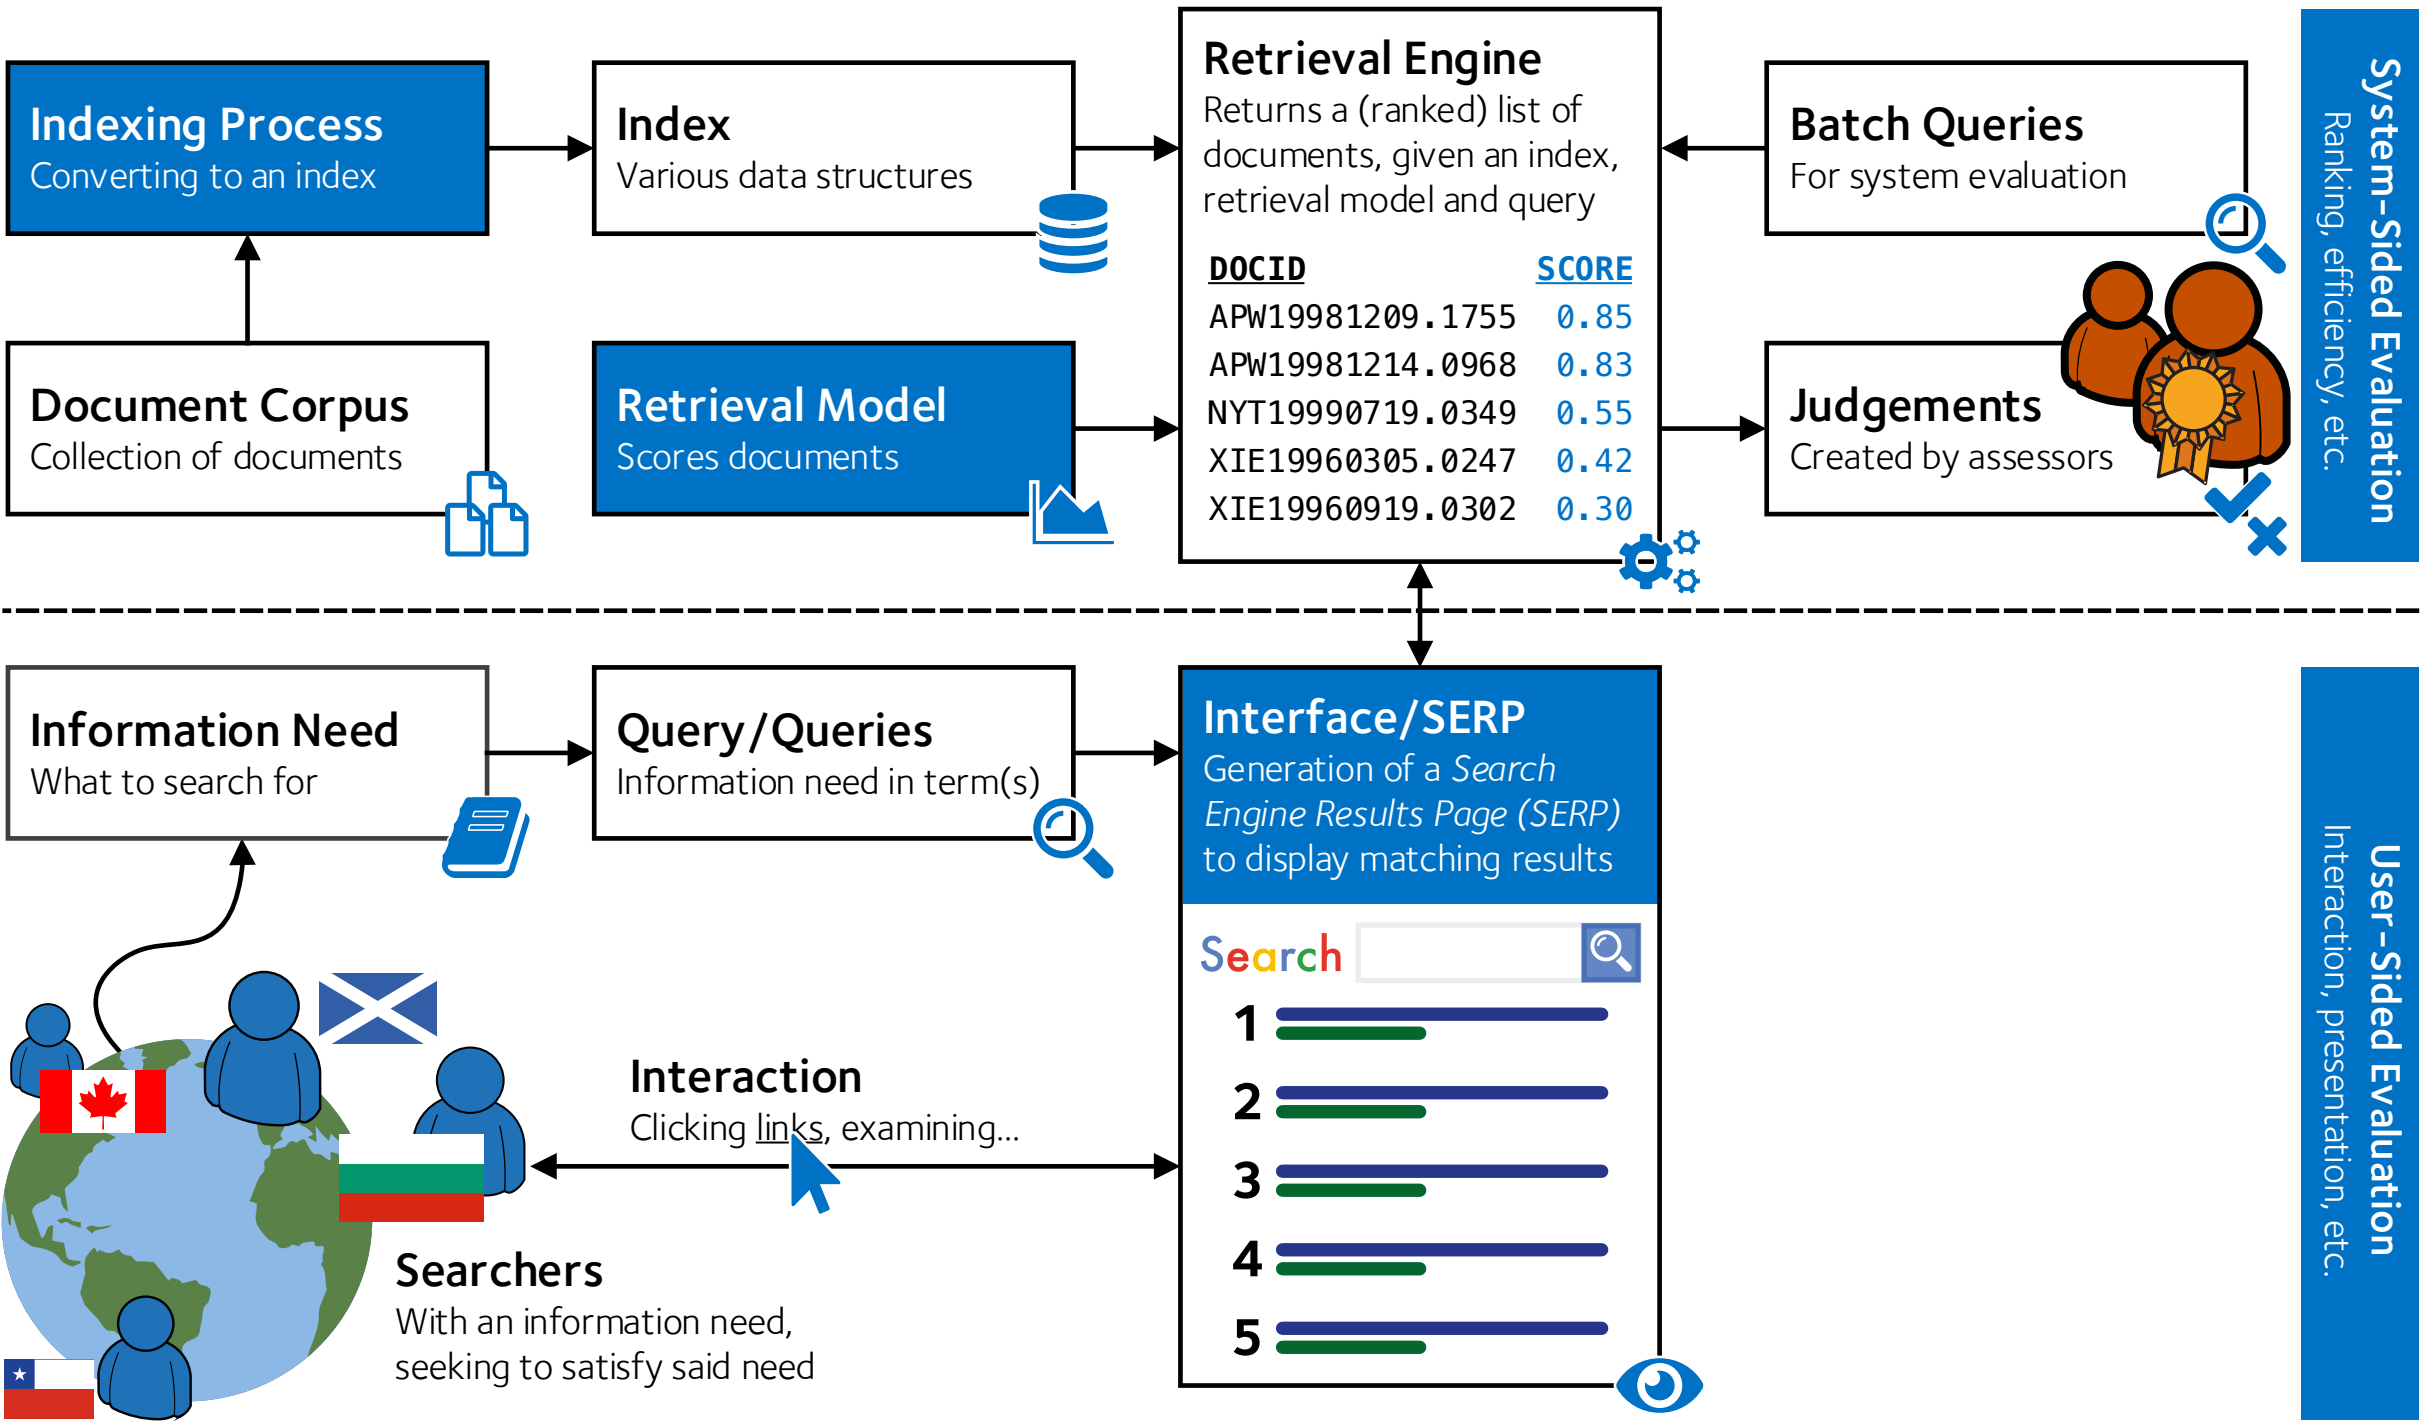 Indexing Process
Converting to an index
Index
Various data structures
Retrieval Engine
Returns a (ranked) list of
documents, given an index,
retrieval model and query
DOCID SCORE
APW19981209.1755 0.85
APW19981214.0968 0.83
NYT19990719.0349 0.55
XIE19960305.0247 0.42
XIE19960919.0302 0.30
Batch Queries
For system evaluation
Document Corpus
Collection of documents
Retrieval Model
Scores documents
Judgements
Created by assessors
System-Sided Evaluation
Ranking, efficiency, etc.
Information Need
What to search for
Query/Queries
Information need in term(s)
Interface/SERP
Generation of a Search
Engine Results Page (SERP)
to display matching results
Search
1
2
3
4
5
Interaction
Clicking links, examining...
Searchers
With an information need,
seeking to satisfy said need
User-Sided Evaluation
Interaction, presentation, etc.